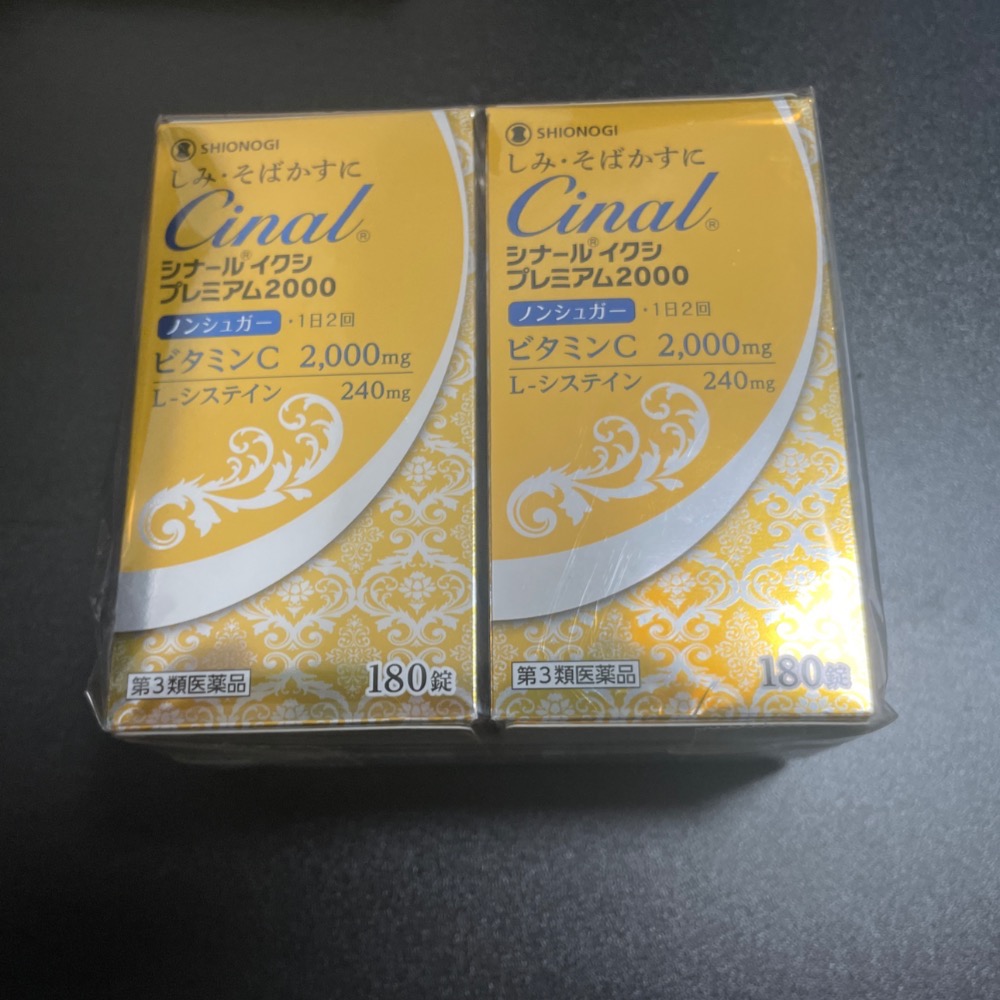 SHIONOGI
しみ・そばかすに
Cinal®
シナール®イクシ
プレミアム2000
ノンシュガー ・1日2回
ビタミンC 2,000mg
L-システイン 240mg
第3類医薬品 180錠
SHIONOGI
しみ・そばかすに
Cinal®
シナール®イクシ
プレミアム2000
ノンシュガー ・1日2回
ビタミンC 2,000mg
L-システイン 240mg
第3類医薬品 180錠